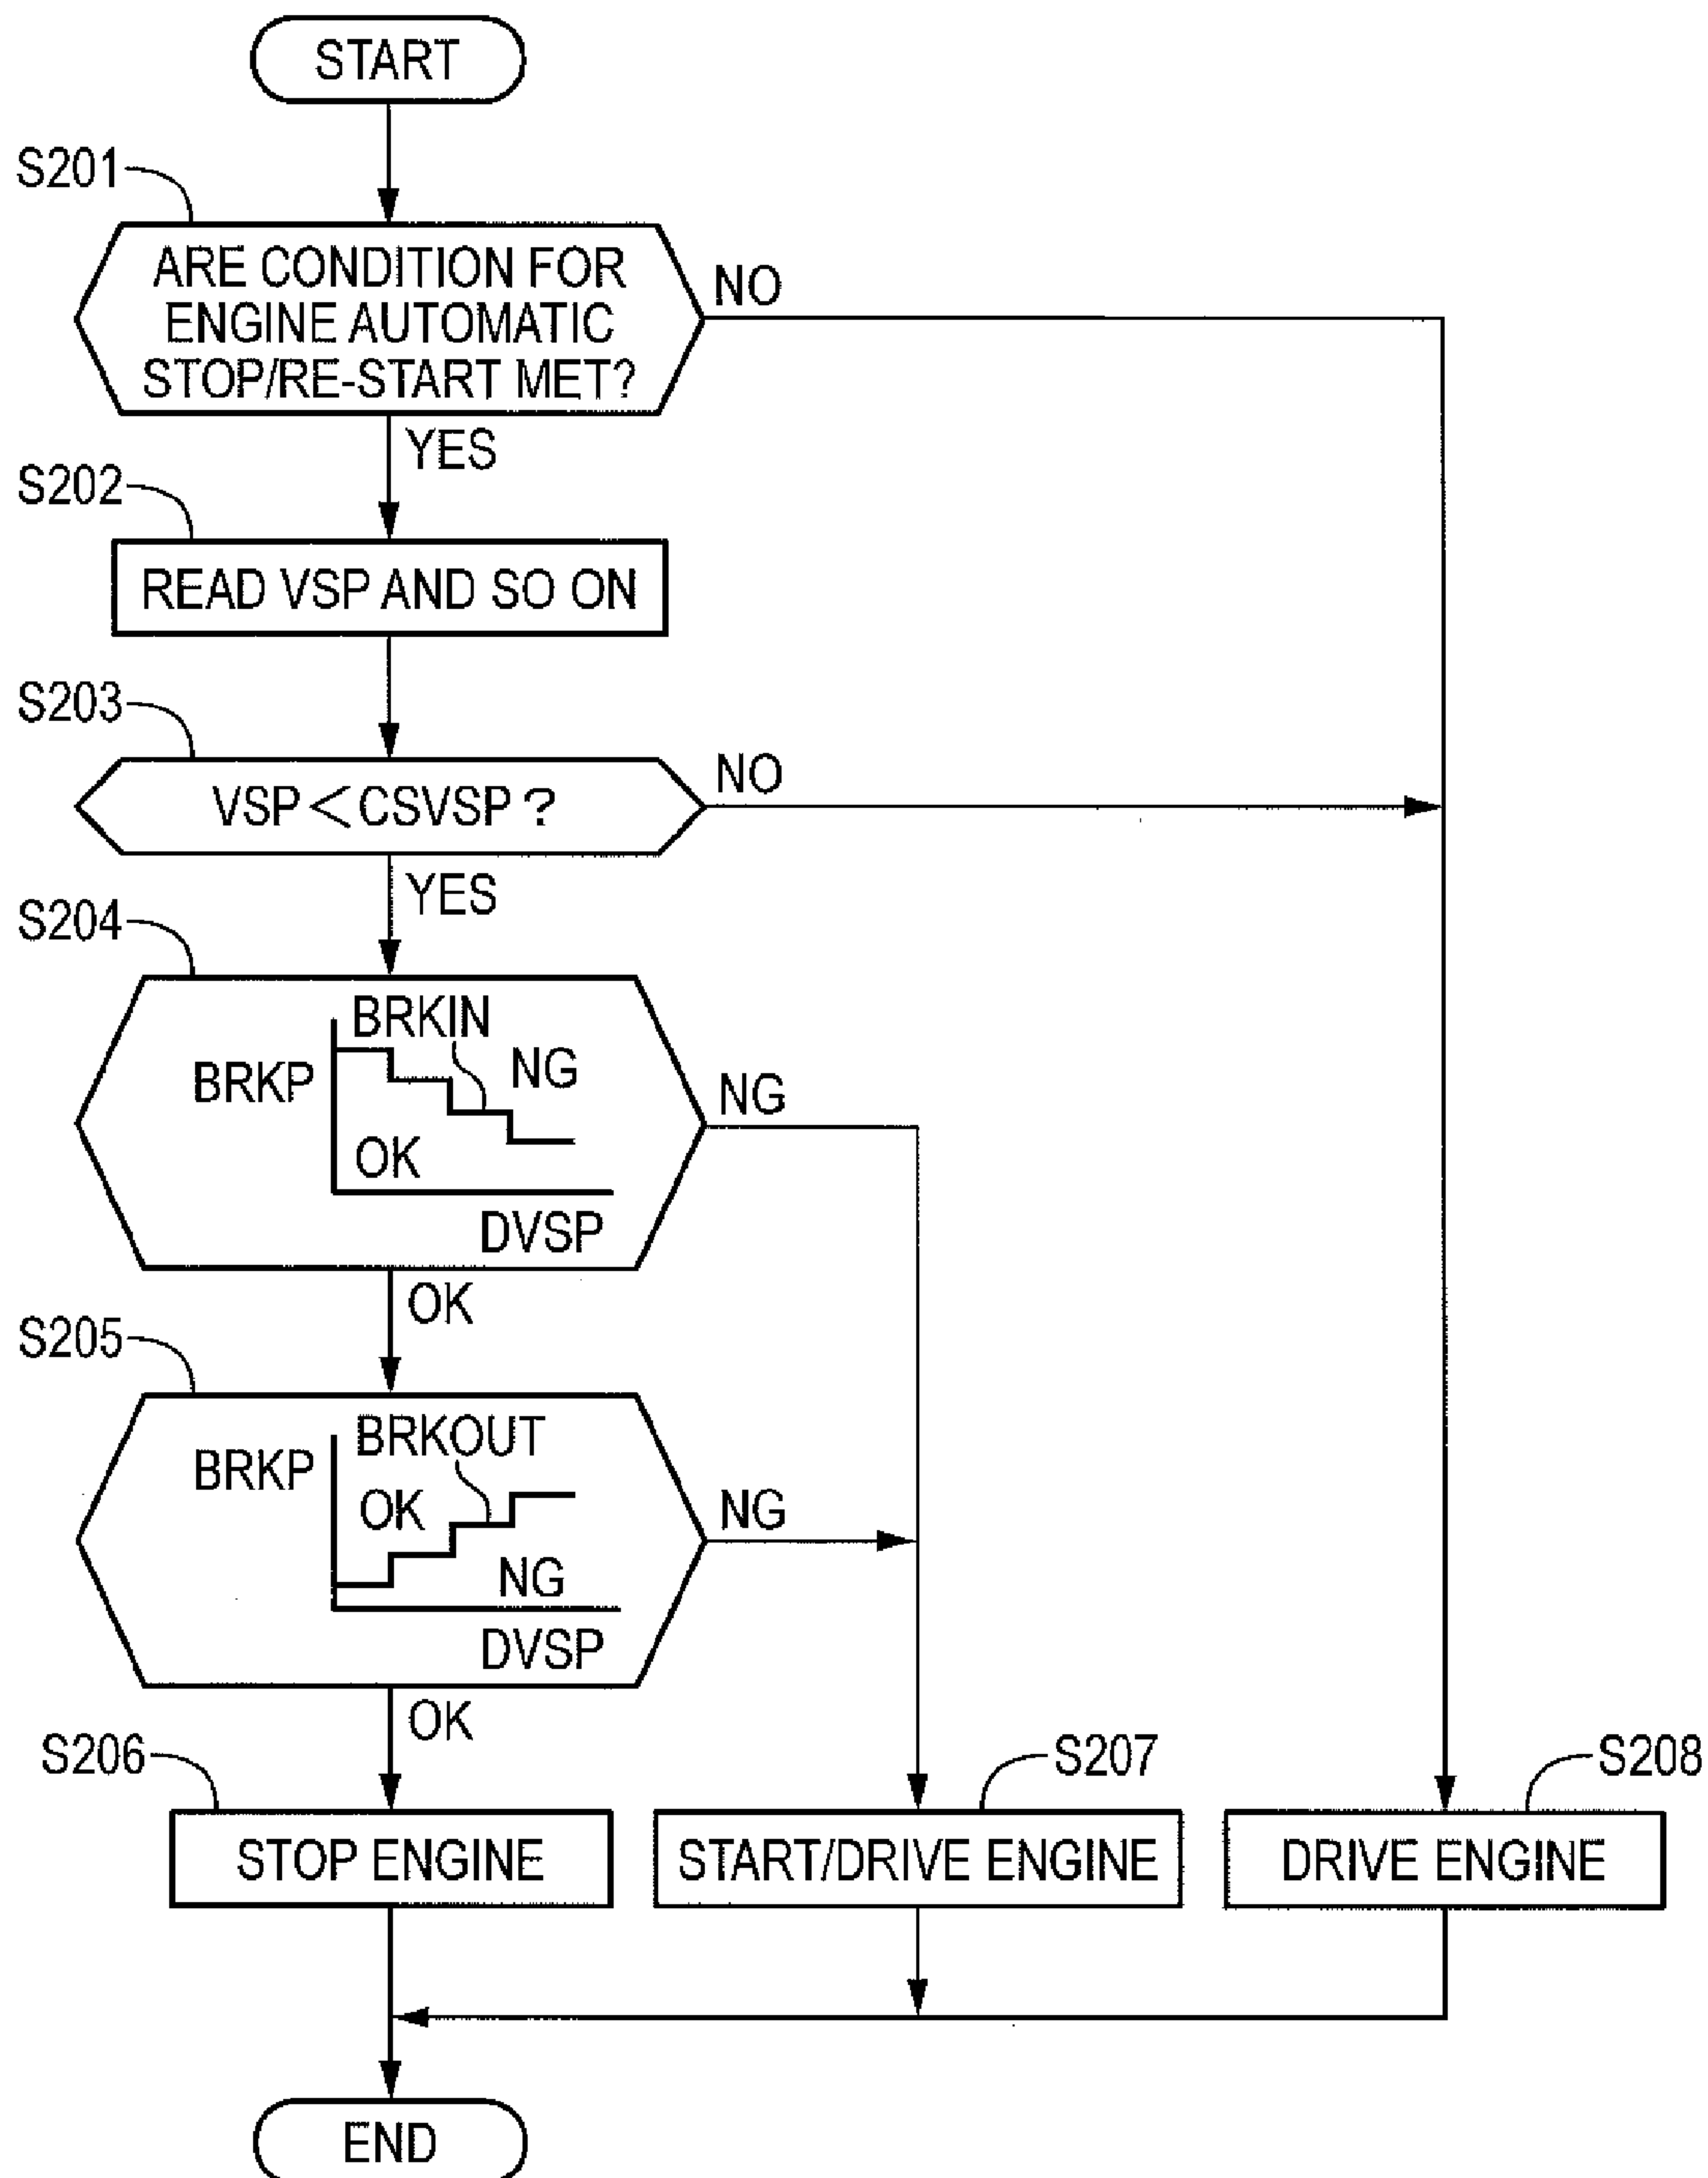 START
S201
ARE CONDITION FOR
ENGINE AUTOMATIC
STOP/RE-START MET?
NO
YES
S202
READ VSP AND SO ON
S203
VSP<CSVSP?
NO
YES
S204
BRKIN
BRKP
NG
OK
DVSP
NG
OK
S205
BRKOUT
BRKP
OK
NG
DVSP
NG
OK
S206
STOP ENGINE
S207
START/DRIVE ENGINE
S208
DRIVE ENGINE
END